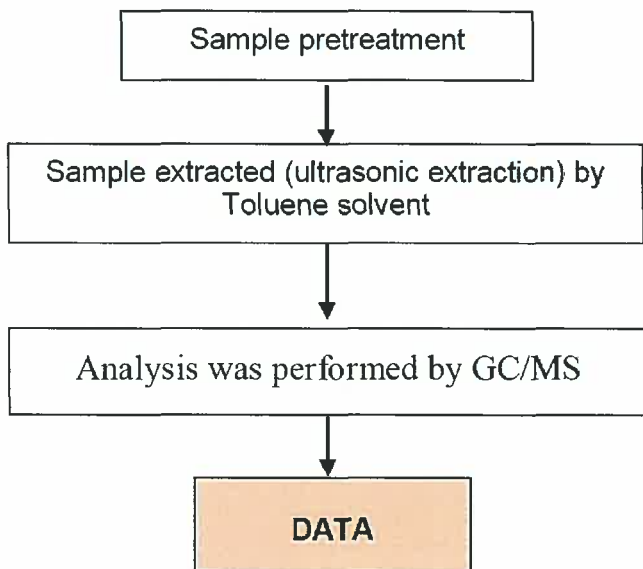 Sample pretreatment
Sample extracted (ultrasonic extraction) by
Toluene solvent
Analysis was performed by GC/MS
DATA